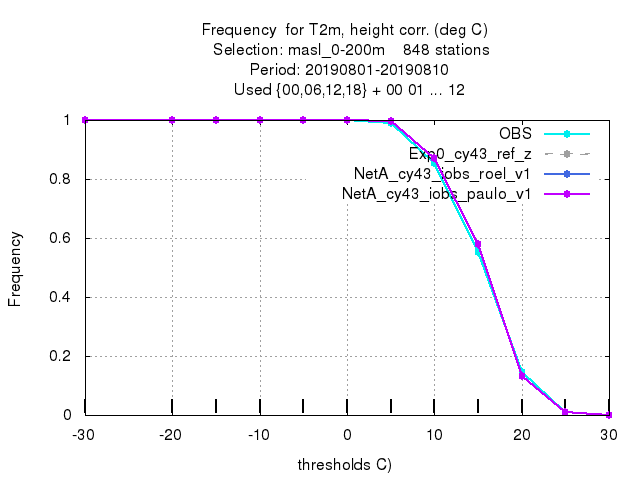 Frequency  for T2m, height corr. (deg C)
Selection: masl_0-200m    848 stations
Period: 20190801-20190810
Used {00,06,12,18} + 00 01 ... 12
OBS
Exp0_cy43_ref_z
NetA_cy43_iobs_roel_v1
NetA_cy43_iobs_paulo_v1
1
0.8
0.6
0.4
0.2
0
Frequency
-30 -20 -10 0 10 20 30
thresholds C)